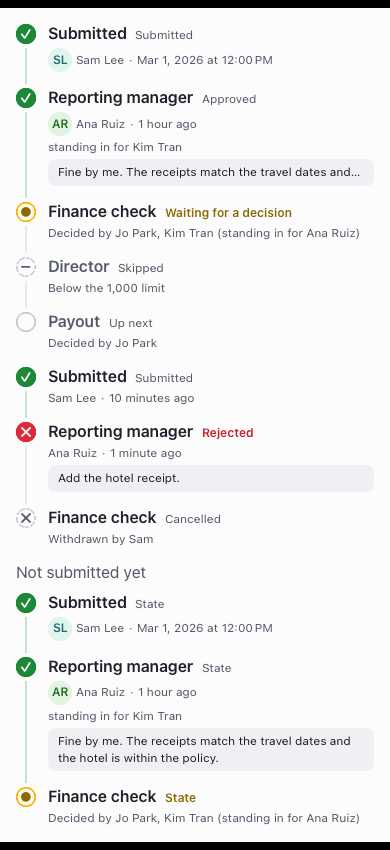 Submitted Submitted
SL Sam Lee · Mar 1, 2026 at 12:00 PM
Reporting manager Approved
AR Ana Ruiz · 1 hour ago
standing in for Kim Tran
Fine by me. The receipts match the travel dates and...
Finance check Waiting for a decision
Decided by Jo Park, Kim Tran (standing in for Ana Ruiz)
Director Skipped
Below the 1,000 limit
Payout Up next
Decided by Jo Park
Submitted Submitted
Sam Lee · 10 minutes ago
Reporting manager Rejected
Ana Ruiz · 1 minute ago
Add the hotel receipt.
Finance check Cancelled
Withdrawn by Sam
Not submitted yet
Submitted State
SL Sam Lee · Mar 1, 2026 at 12:00 PM
Reporting manager State
AR Ana Ruiz · 1 hour ago
standing in for Kim Tran
Fine by me. The receipts match the travel dates and
the hotel is within the policy.
Finance check State
Decided by Jo Park, Kim Tran (standing in for Ana Ruiz)